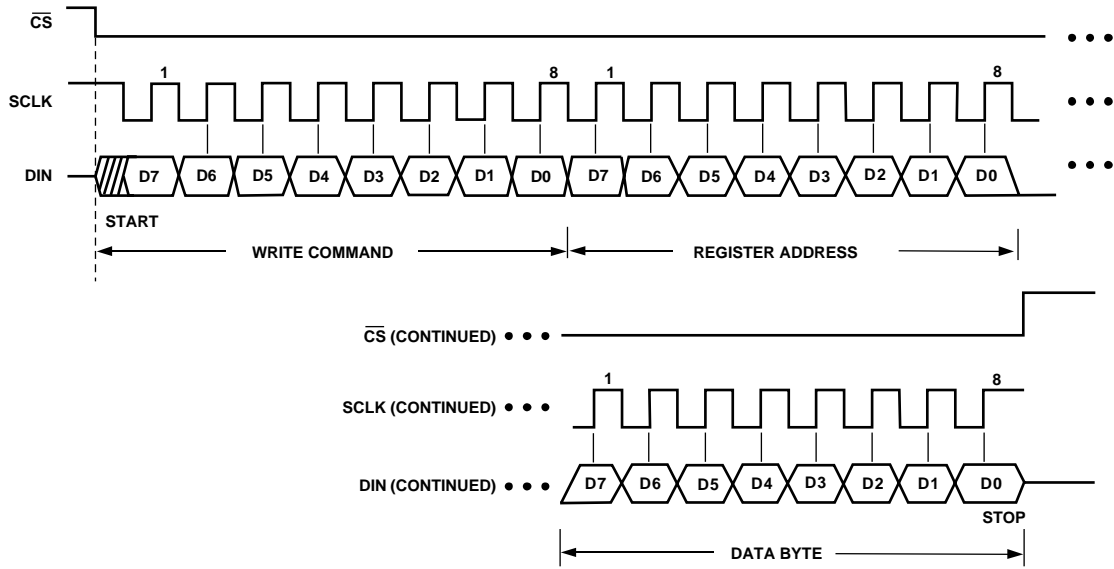 CS
1 8 1 8
SCLK
DIN D7 D6 D5 D4 D3 D2 D1 D0 D7 D6 D5 D4 D3 D2 D1 D0
START
WRITE COMMAND REGISTER ADDRESS
CS (CONTINUED)
1 8
SCLK (CONTINUED)
DIN (CONTINUED) D7 D6 D5 D4 D3 D2 D1 D0
STOP
DATA BYTE